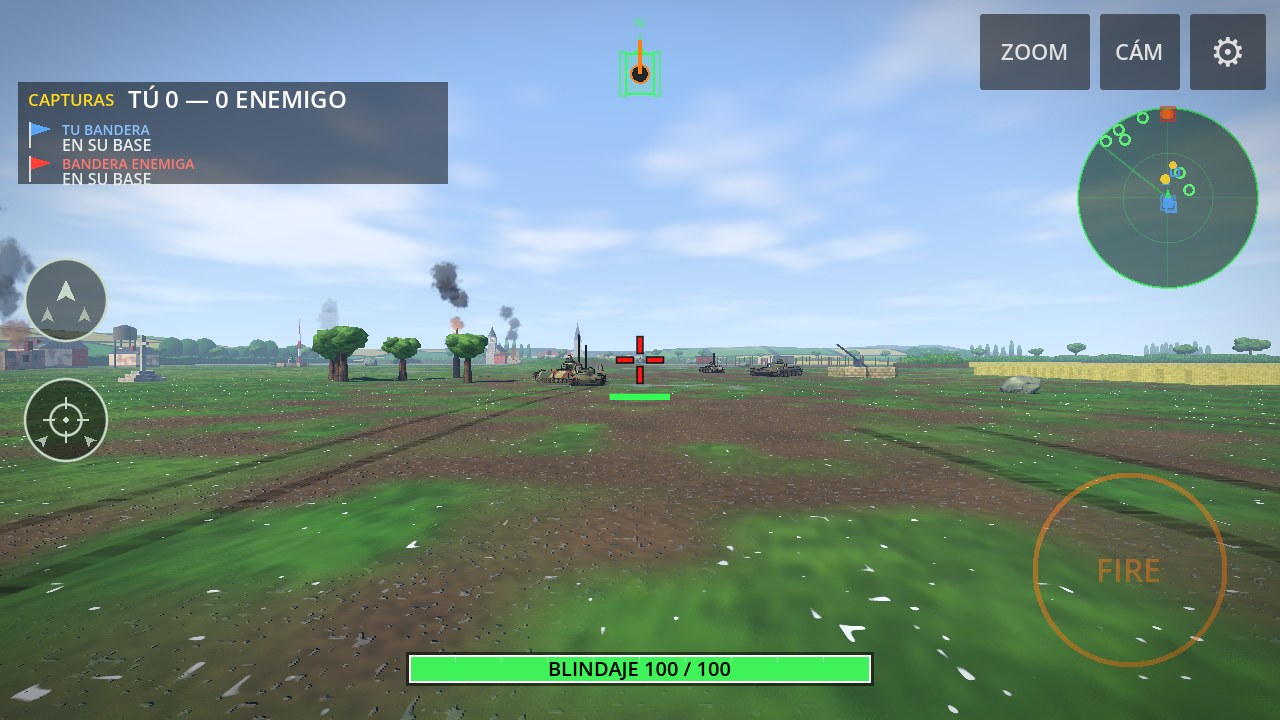 ZOOM
CÁM
CAPTURAS TÚ 0 — 0 ENEMIGO
TU BANDERA
EN SU BASE
BANDERA ENEMIGA
EN SU BASE
FIRE
BLINDAJE 100 / 100